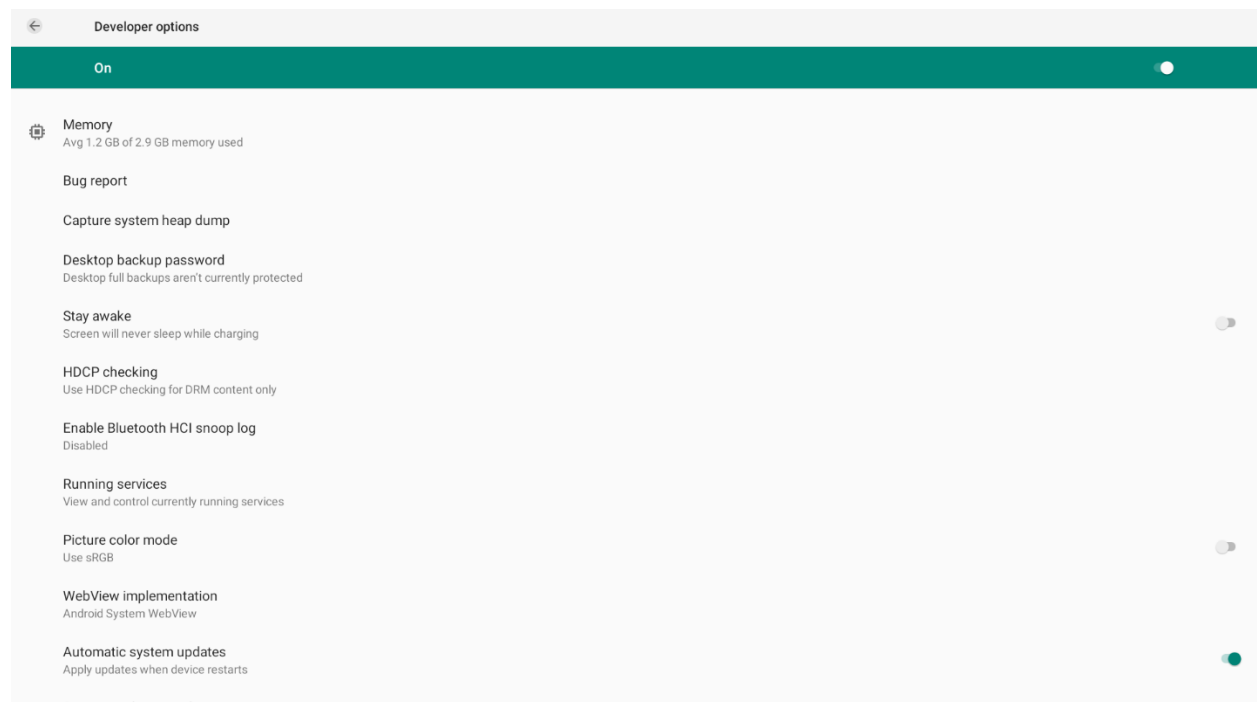 Developer options
On
Memory
Avg 1.2 GB of 2.9 GB memory used
Bug report
Capture system heap dump
Desktop backup password
Desktop full backups aren't currently protected
Stay awake
Screen will never sleep while charging
HDCP checking
Use HDCP checking for DRM content only
Enable Bluetooth HCI snoop log
Disabled
Running services
View and control currently running services
Picture color mode
Use sRGB
WebView implementation
Android System WebView
Automatic system updates
Apply updates when device restarts